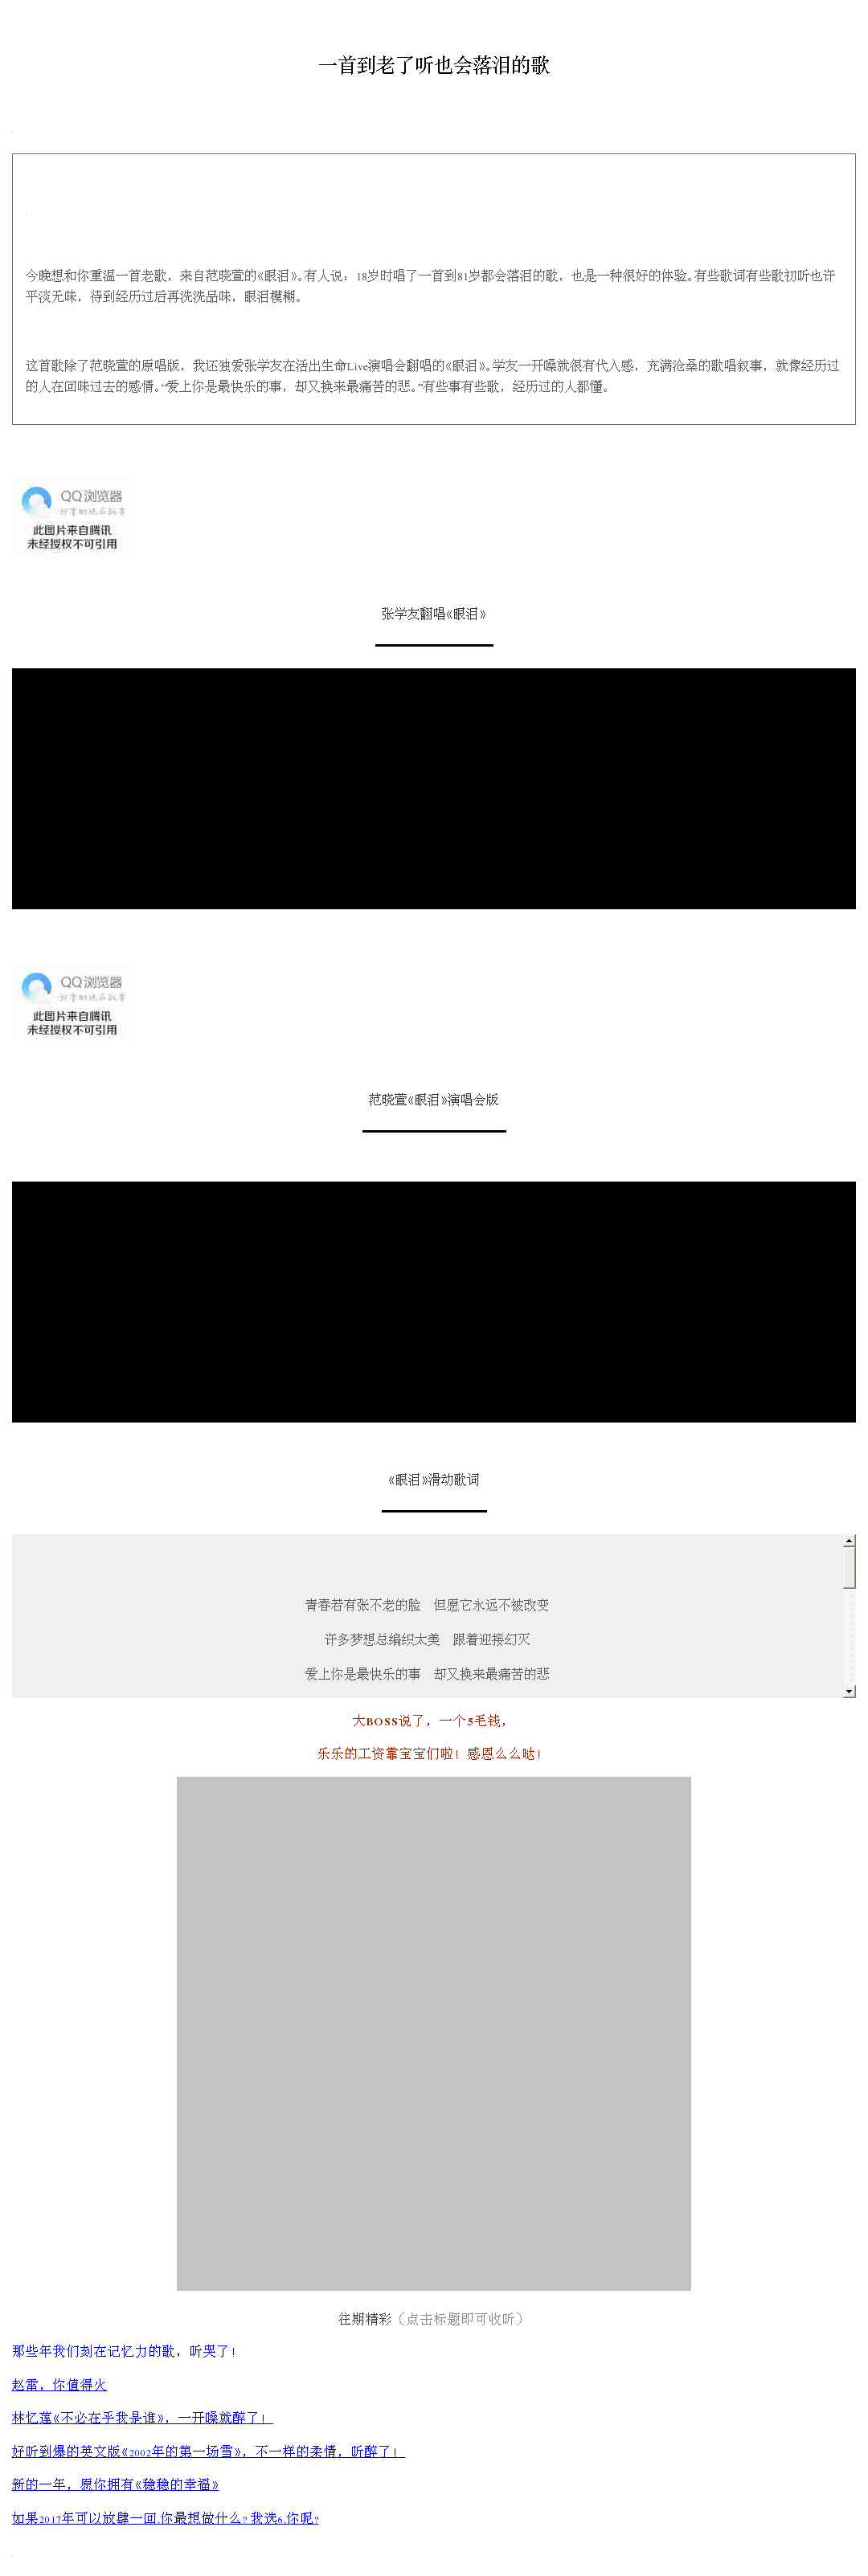 一首到老了听也会落泪的歌
今晚想和你重温一首老歌，来自范晓萱的《眼泪》。有人说：18岁时唱了一首到81岁都会落泪的歌，也是一种很好的体验。有些歌词有些歌初听也许
平淡无味，待到经历过后再洗洗品味，眼泪模糊。
这首歌除了范晓萱的原唱版，我还独爱张学友在活出生命Live演唱会翻唱的《眼泪》。学友一开嗓就很有代入感，充满沧桑的歌唱叙事，就像经历过
的人在回味过去的感情。“爱上你是最快乐的事，却又换来最痛苦的悲。”有些事有些歌，经历过的人都懂。
QQ浏览器
此图片来自腾讯
未经授权不可引用
张学友翻唱《眼泪》
QQ浏览器
此图片来自腾讯
未经授权不可引用
范晓萱《眼泪》演唱会版
《眼泪》滑动歌词
青春若有张不老的脸　但愿它永远不被改变
许多梦想总编织太美　跟着迎接幻灭
爱上你是最快乐的事　却又换来最痛苦的悲
大BOSS说了，一个5毛钱，
乐乐的工资靠宝宝们啦！感恩么么哒！
往期精彩（点击标题即可收听）
那些年我们刻在记忆力的歌，听哭了！
赵雷，你值得火
林忆莲《不必在乎我是谁》，一开嗓就醉了！
好听到爆的英文版《2002年的第一场雪》，不一样的柔情，听醉了！
新的一年，愿你拥有《稳稳的幸福》
如果2017年可以放肆一回,你最想做什么?我选6,你呢?